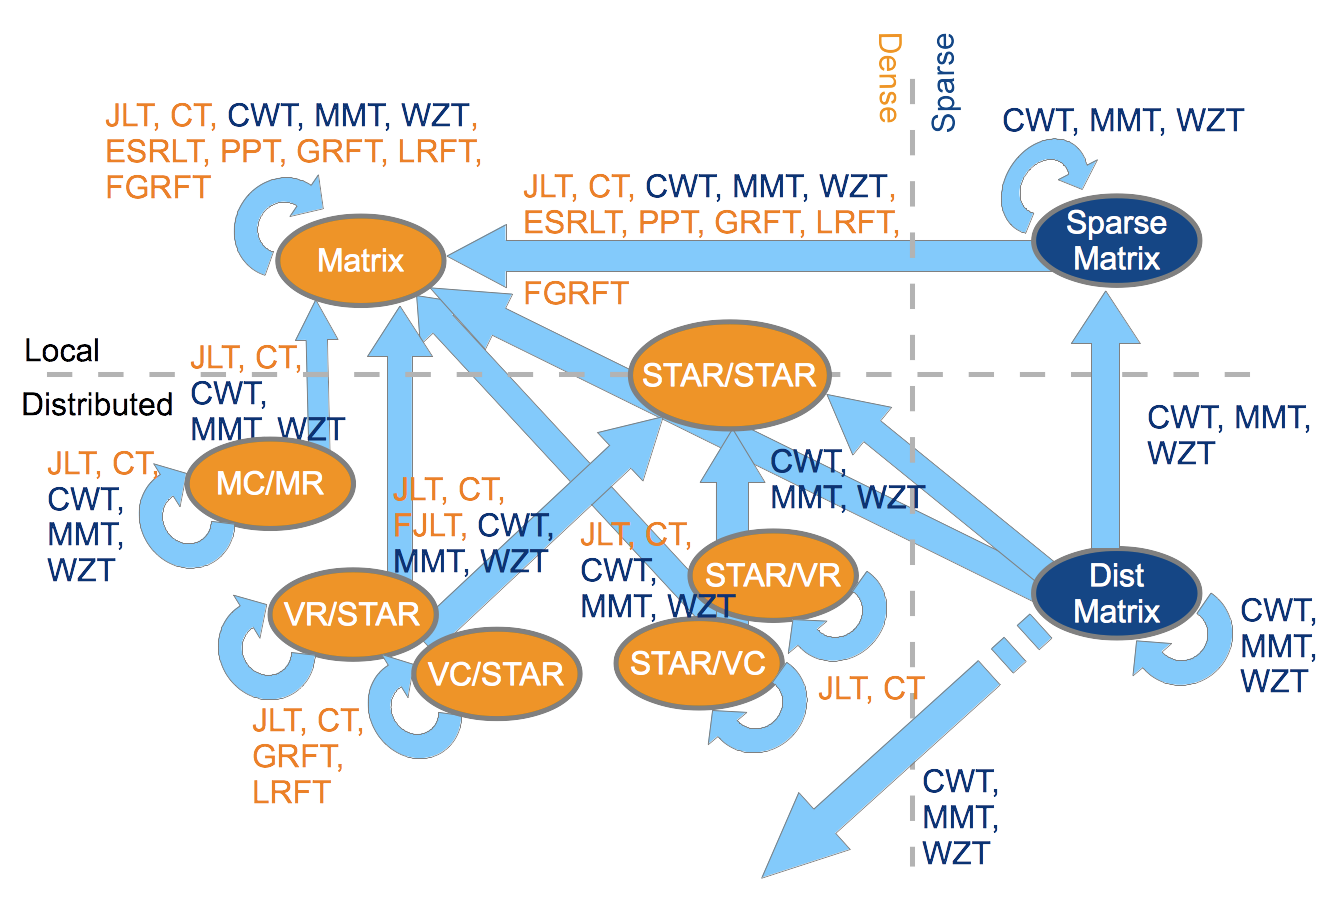 Dense
Sparse
JLT, CT, CWT, MMT, WZT,
ESRLT, PPT, GRFT, LRFT,
FGRFT
CWT, MMT, WZT
JLT, CT, CWT, MMT, WZT,
ESRLT, PPT, GRFT, LRFT,
FGRFT
Matrix
Sparse
Matrix
Local
Distributed
JLT, CT,
CWT,
MMT, WZT
STAR/STAR
CWT, MMT,
WZT
JLT, CT,
CWT,
MMT,
WZT
MC/MR
JLT, CT,
FJLT, CWT,
MMT, WZT
CWT,
MMT, WZT
JLT, CT,
CWT,
MMT, WZT
STAR/VR
Dist
Matrix
CWT,
MMT,
WZT
VR/STAR
VC/STAR
STAR/VC
JLT, CT
JLT, CT,
GRFT,
LRFT
CWT,
MMT,
WZT